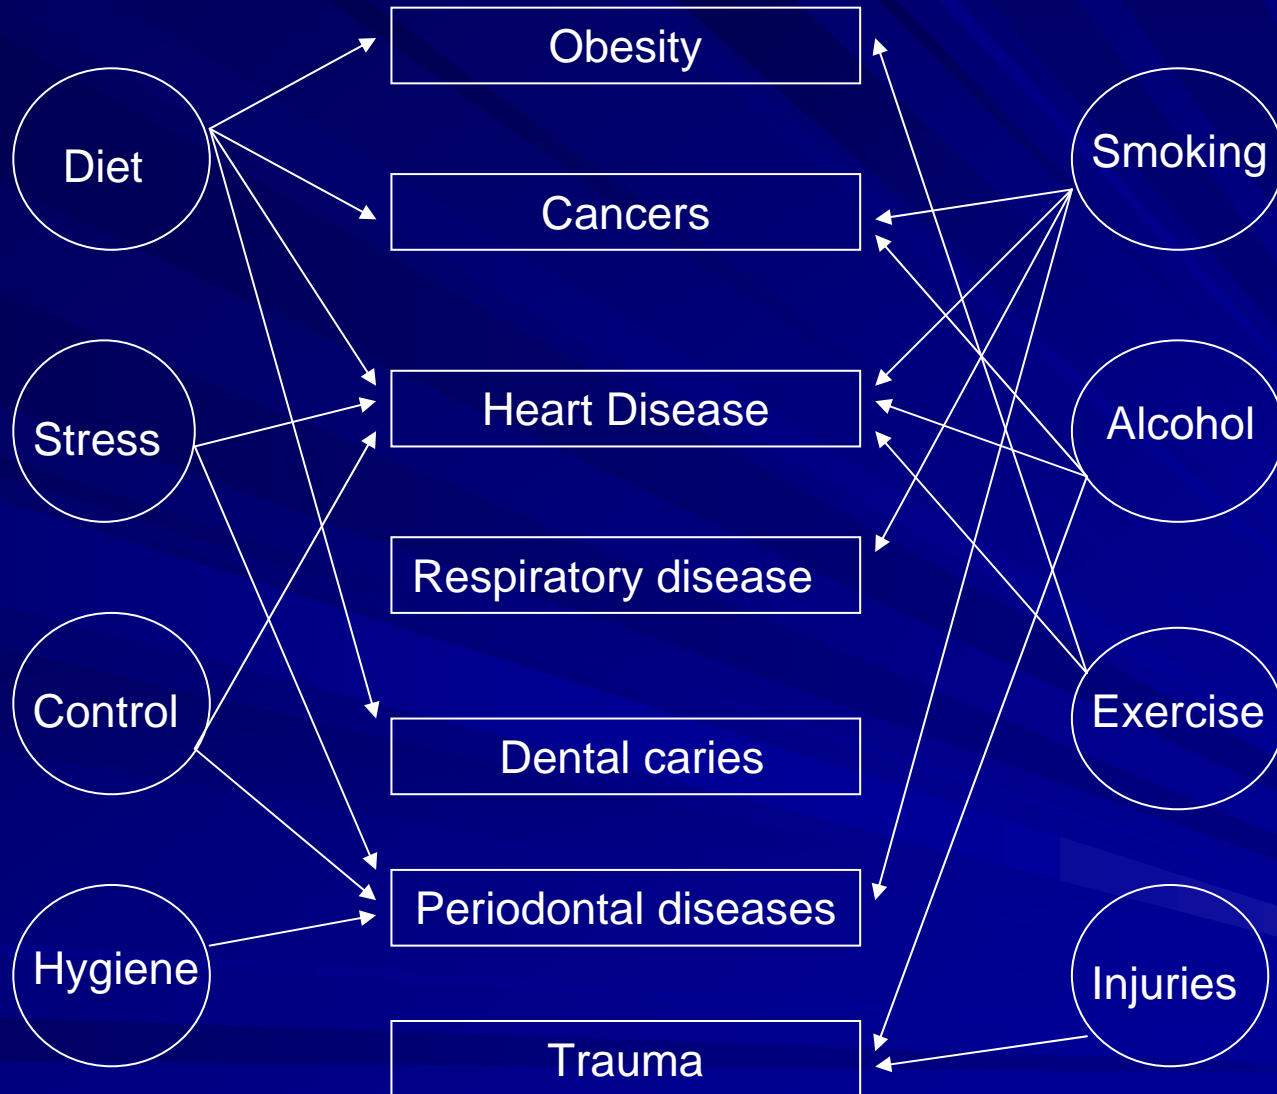 Obesity
Diet
Smoking
Cancers
Stress
Heart Disease
Alcohol
Respiratory disease
Control
Exercise
Dental caries
Periodontal diseases
Hygiene
Injuries
Trauma